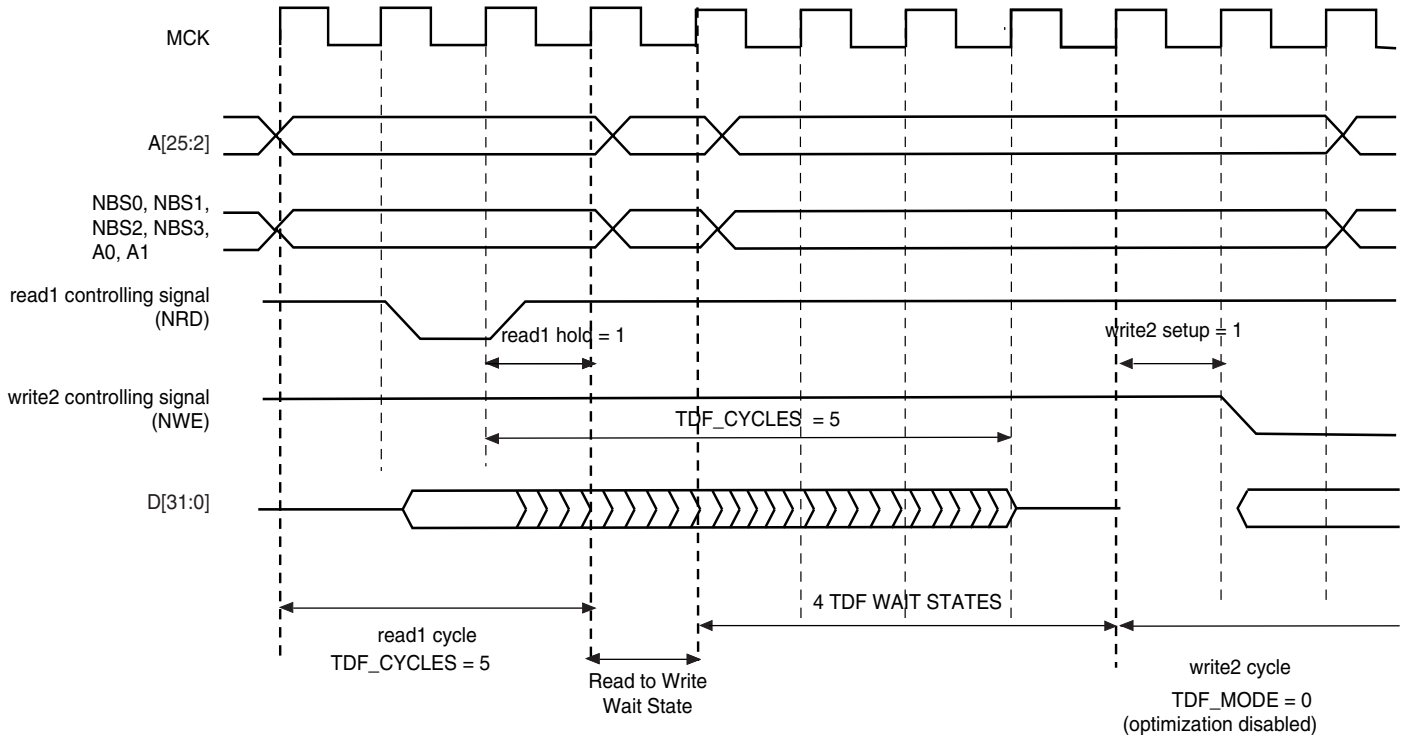 MCK
A[25:2]
NBS0, NBS1,
NBS2, NBS3,
A0, A1
read1 controlling signal
(NRD)
read1 hold = 1
write2 setup = 1
write2 controlling signal
(NWE)
TDF_CYCLES = 5
D[31:0]
4 TDF WAIT STATES
read1 cycle
TDF_CYCLES = 5
Read to Write
Wait State
write2 cycle
TDF_MODE = 0
(optimization disabled)